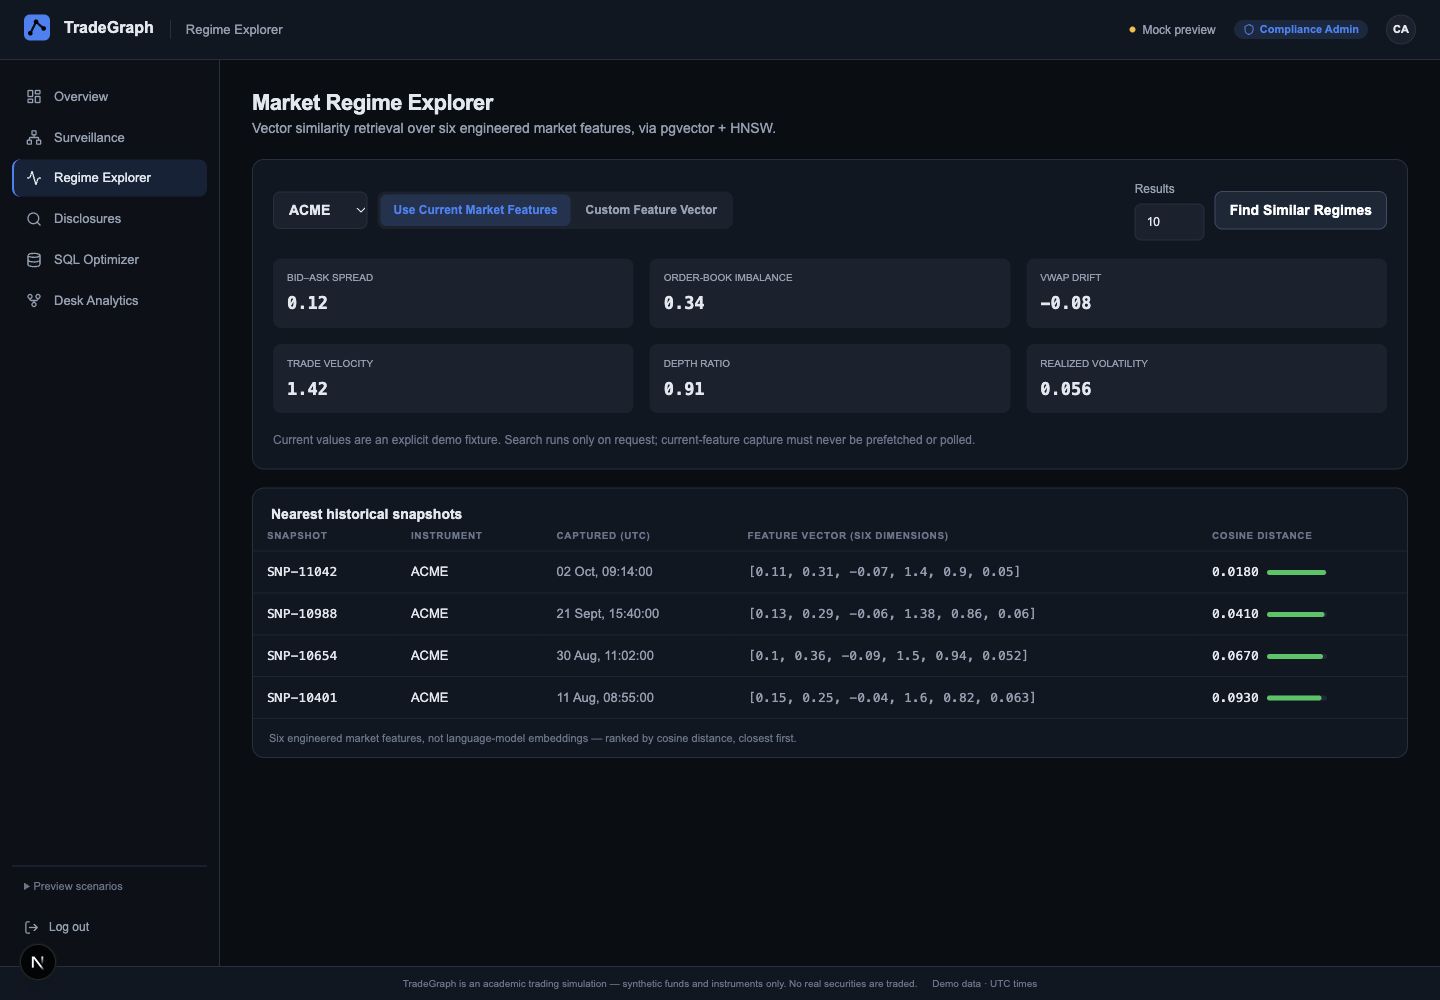 TradeGraph Regime Explorer Mock preview Compliance Admin CA
Overview
Surveillance
Regime Explorer
Disclosures
SQL Optimizer
Desk Analytics
Preview scenarios
Log out
N
Market Regime Explorer
Vector similarity retrieval over six engineered market features, via pgvector + HNSW.
ACME Use Current Market Features Custom Feature Vector
Results
10
Find Similar Regimes
BID–ASK SPREAD
0.12
ORDER-BOOK IMBALANCE
0.34
VWAP DRIFT
−0.08
TRADE VELOCITY
1.42
DEPTH RATIO
0.91
REALIZED VOLATILITY
0.056
Current values are an explicit demo fixture. Search runs only on request; current-feature capture must never be prefetched or polled.
Nearest historical snapshots
SNAPSHOT INSTRUMENT CAPTURED (UTC) FEATURE VECTOR (SIX DIMENSIONS) COSINE DISTANCE
SNP−11042 ACME 02 Oct, 09:14:00 [0.11, 0.31, −0.07, 1.4, 0.9, 0.05] 0.0180
SNP−10988 ACME 21 Sept, 15:40:00 [0.13, 0.29, −0.06, 1.38, 0.86, 0.06] 0.0410
SNP−10654 ACME 30 Aug, 11:02:00 [0.1, 0.36, −0.09, 1.5, 0.94, 0.052] 0.0670
SNP−10401 ACME 11 Aug, 08:55:00 [0.15, 0.25, −0.04, 1.6, 0.82, 0.063] 0.0930
Six engineered market features, not language-model embeddings — ranked by cosine distance, closest first.
TradeGraph is an academic trading simulation — synthetic funds and instruments only. No real securities are traded. Demo data · UTC times